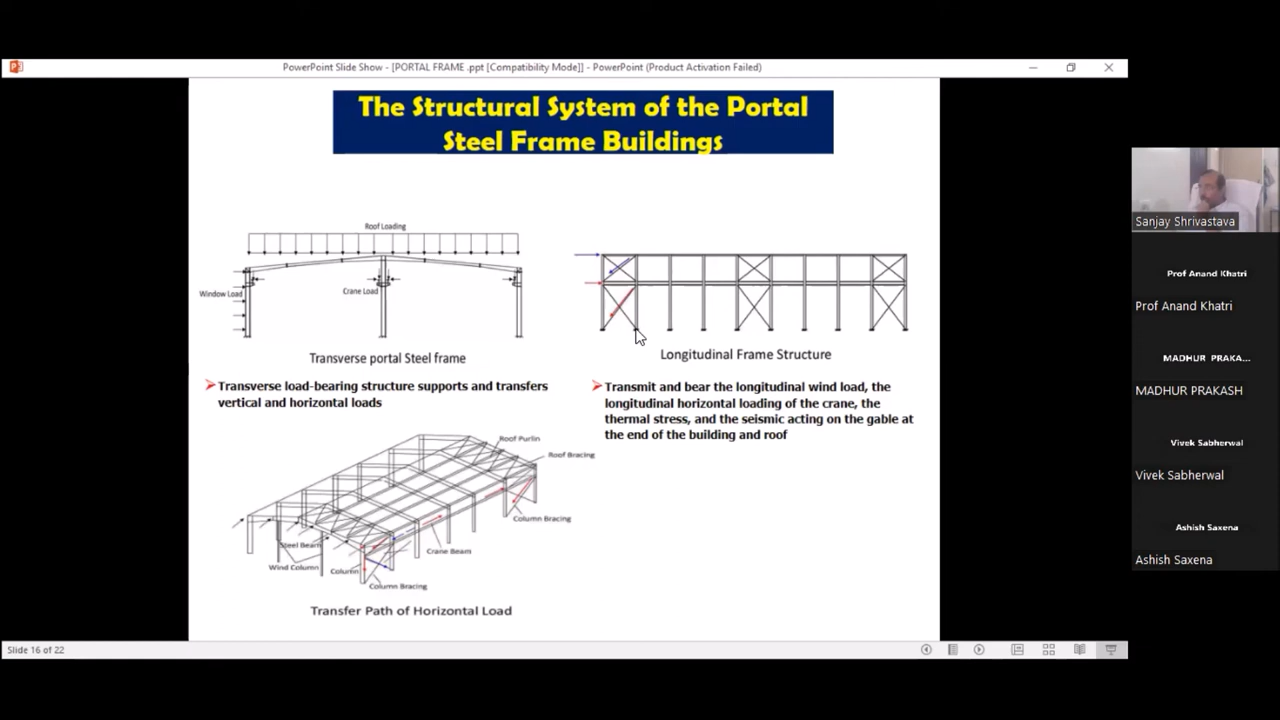 PowerPoint Slide Show - [PORTAL FRAME .ppt [Compatibility Mode]] - PowerPoint (Product Activation Failed)
The Structural System of the Portal
Steel Frame Buildings
Roof Loading
Window Load
Crane Load
Transverse portal Steel frame
Longitudinal Frame Structure
Transverse load-bearing structure supports and transfers
vertical and horizontal loads
Transmit and bear the longitudinal wind load, the
longitudinal horizontal loading of the crane, the
thermal stress, and the seismic acting on the gable at
the end of the building and roof
Roof Purlin
Roof Bracing
Column Bracing
Steel Beam
Crane Beam
Wind Column
Column
Column Bracing
Transfer Path of Horizontal Load
Slide 16 of 22
Sanjay Shrivastava
Prof Anand Khatri
Prof Anand Khatri
MADHUR PRAKA...
MADHUR PRAKASH
Vivek Sabherwal
Vivek Sabherwal
Ashish Saxena
Ashish Saxena